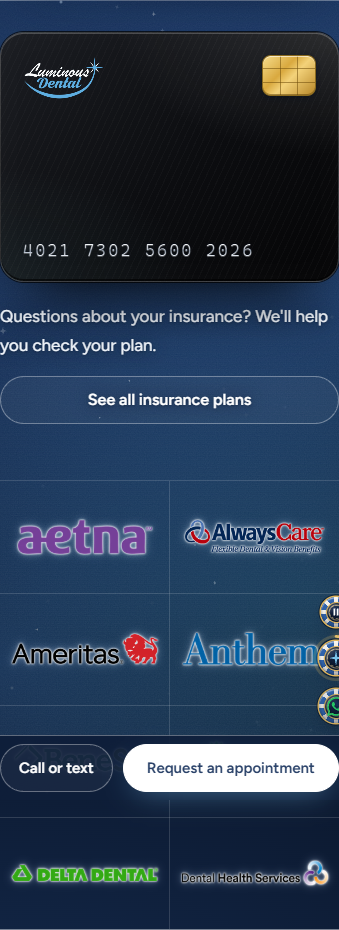 Luminous
Dental
4021 7302 5600 2026
Questions about your insurance? We'll help
you check your plan.
See all insurance plans
aetna
AlwaysCare
Flexible Dental & Vision Benefits
Ameritas
Anthem
Call or text
Request an appointment
DELTA DENTAL
Dental Health Services